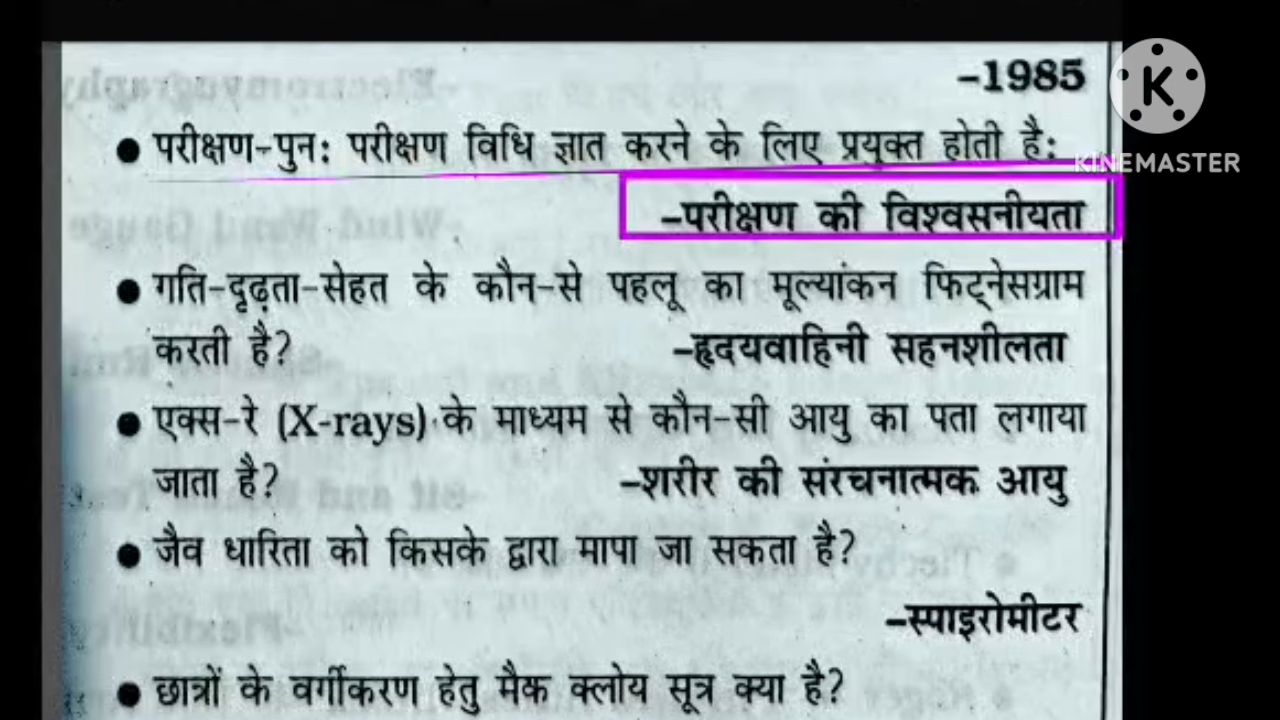 -1985
● परीक्षण-पुनः परीक्षण विधि ज्ञात करने के लिए प्रयुक्त होती है:
-परीक्षण की विश्वसनीयता
● गति-दृढ़ता-सेहत के कौन-से पहलू का मूल्यांकन फिट्नेसग्राम
करती है? -हृदयवाहिनी सहनशीलता
● एक्स-रे (X-rays) के माध्यम से कौन-सी आयु का पता लगाया
जाता है? -शरीर की संरचनात्मक आयु
● जैव धारिता को किसके द्वारा मापा जा सकता है?
-स्पाइरोमीटर
● छात्रों के वर्गीकरण हेतु मैक क्लोय सूत्र क्या है?
K
KINEMASTER